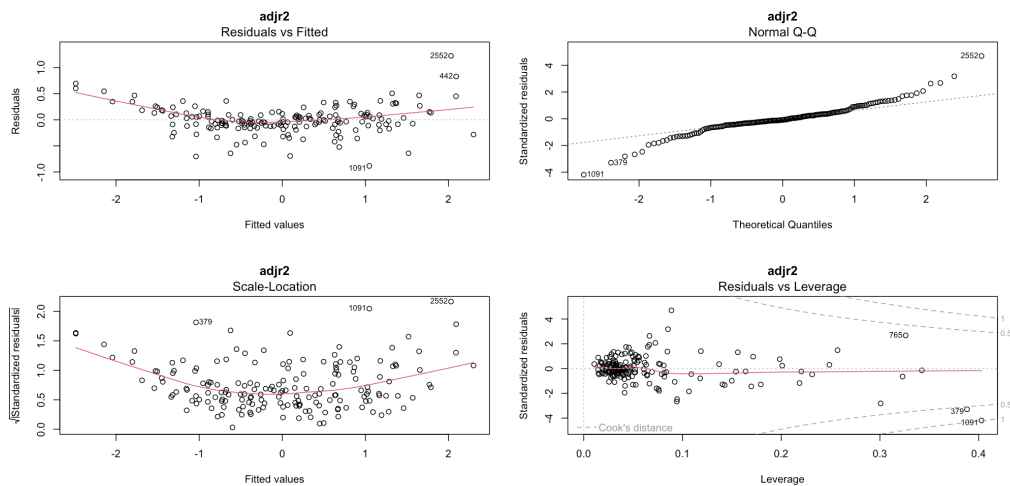 adjr2
Residuals vs Fitted
Residuals
-1.0 0.0 0.5 1.0
2552
442
1091
-2 -1 0 1 2
Fitted values
adjr2
Normal Q-Q
Standardized residuals
-4 -2 0 2 4
2552
379
1091
-2 -1 0 1 2
Theoretical Quantiles
adjr2
Scale-Location
√|Standardized residuals|
0.0 0.5 1.0 1.5 2.0
2552
1091
379
-2 -1 0 1 2
Fitted values
adjr2
Residuals vs Leverage
Standardized residuals
-4 -2 0 2 4
1
0.5
765
0.5
379
1
1091
Cook's distance
0.0 0.1 0.2 0.3 0.4
Leverage